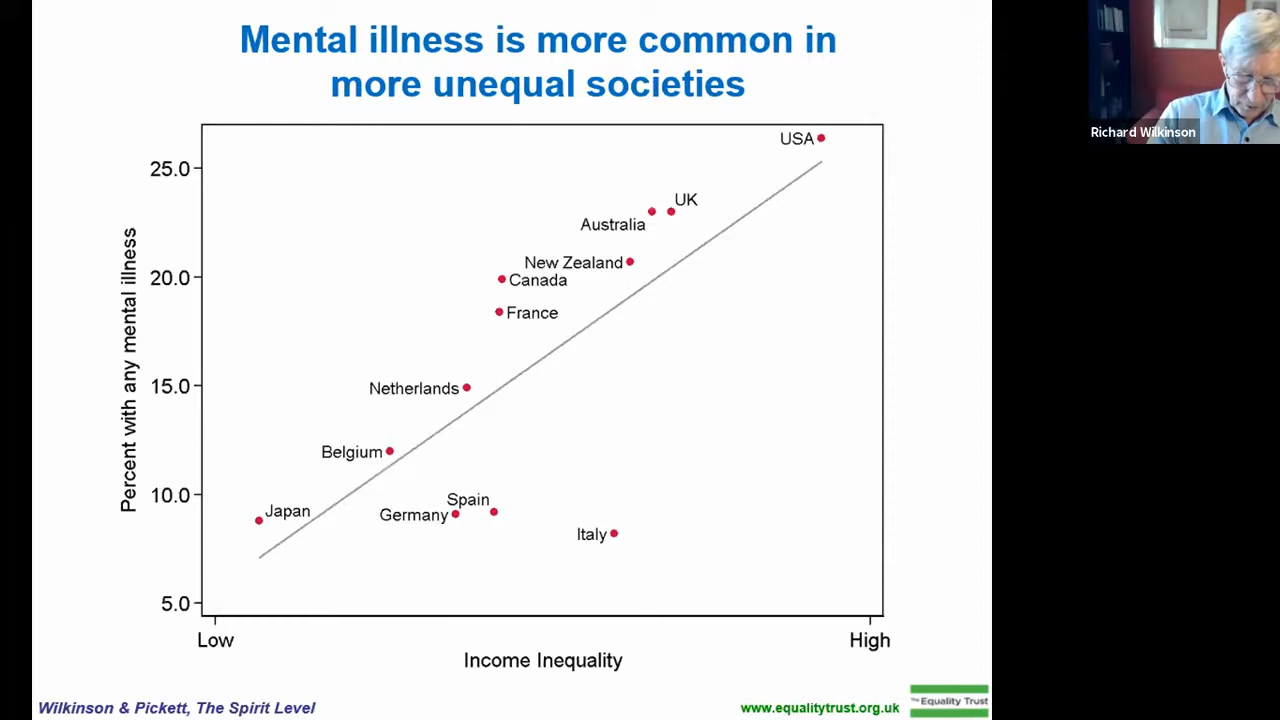 Mental illness is more common in
more unequal societies
Richard Wilkinson
Percent with any mental illness
25.0
20.0
15.0
10.0
5.0
USA
UK
Australia
New Zealand
Canada
France
Netherlands
Belgium
Japan
Spain
Germany
Italy
Low
High
Income Inequality
Wilkinson & Pickett, The Spirit Level
www.equalitytrust.org.uk
The Equality Trust